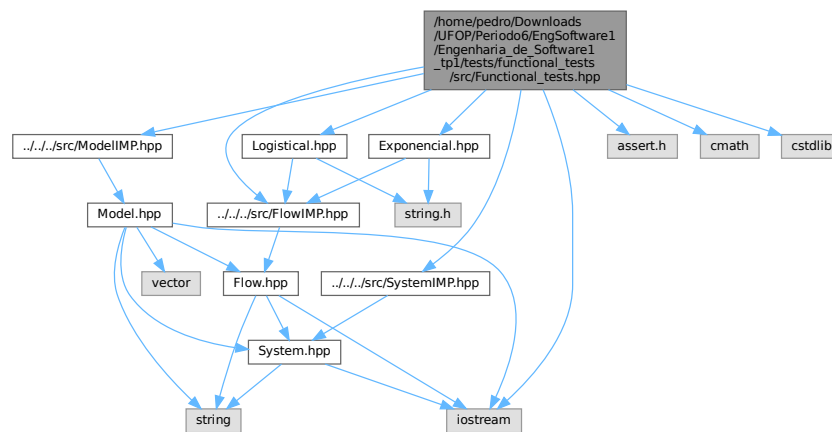 /home/pedro/Downloads
/UFOP/Periodo6/EngSoftware1
/Engenharia_de_Software1
_tp1/tests/functional_tests
/src/Functional_tests.hpp
../../../src/ModelIMP.hpp
Logistical.hpp
Exponencial.hpp
assert.h
cmath
cstdlib
Model.hpp
../../../src/FlowIMP.hpp
string.h
vector
Flow.hpp
../../../src/SystemIMP.hpp
System.hpp
string
iostream